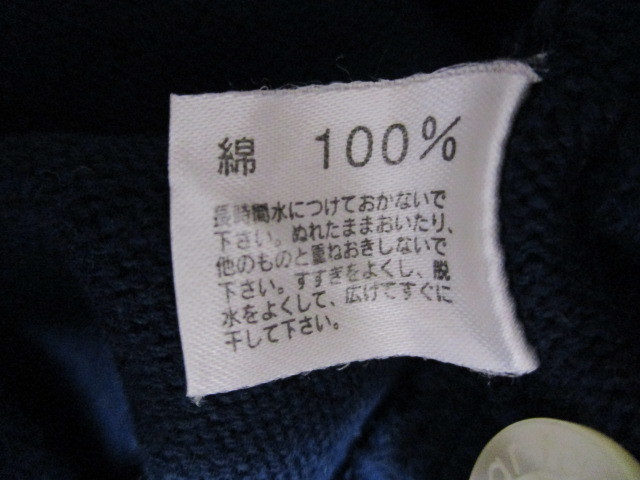 綿 100%
長時間水につけておかないで
下さい。ぬれたままおいたり、
他のものと重ねおきしないで
下さい。すすぎをよくし、脱
水をよくして、広げてすぐに
干して下さい。